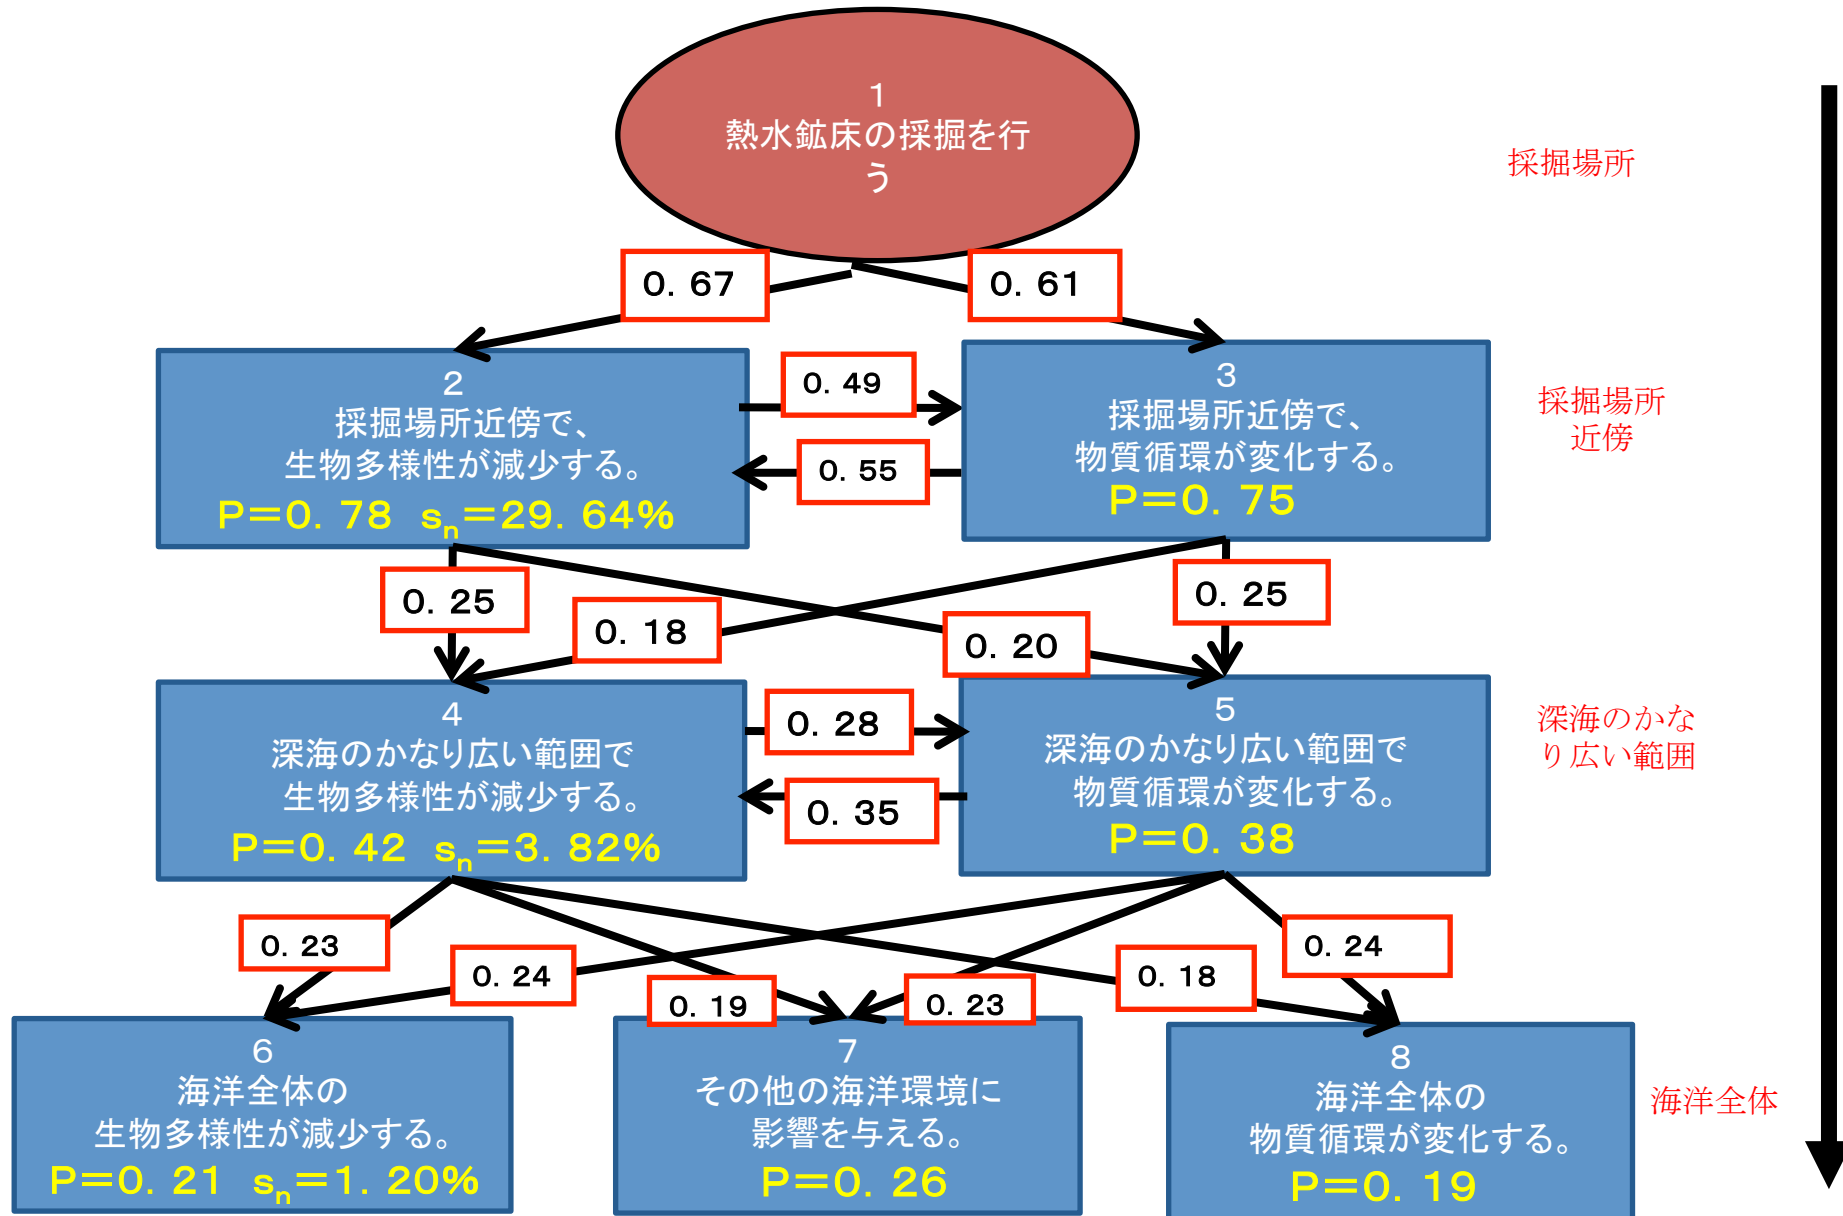 1
熱水鉱床の採掘を行
う
採掘場所
0. 67
0. 61
2
採掘場所近傍で、
生物多様性が減少する。
P=0. 78 sn=29. 64%
0. 49
0. 55
3
採掘場所近傍で、
物質循環が変化する。
P=0. 75
採掘場所
近傍
0. 25
0. 18
0. 20
0. 25
4
深海のかなり広い範囲で
生物多様性が減少する。
P=0. 42 sn=3. 82%
0. 28
0. 35
5
深海のかなり広い範囲で
物質循環が変化する。
P=0. 38
深海のかな
り広い範囲
0. 23
0. 24
0. 19
0. 23
0. 18
0. 24
6
海洋全体の
生物多様性が減少する。
P=0. 21 sn=1. 20%
7
その他の海洋環境に
影響を与える。
P=0. 26
8
海洋全体の
物質循環が変化する。
P=0. 19
海洋全体